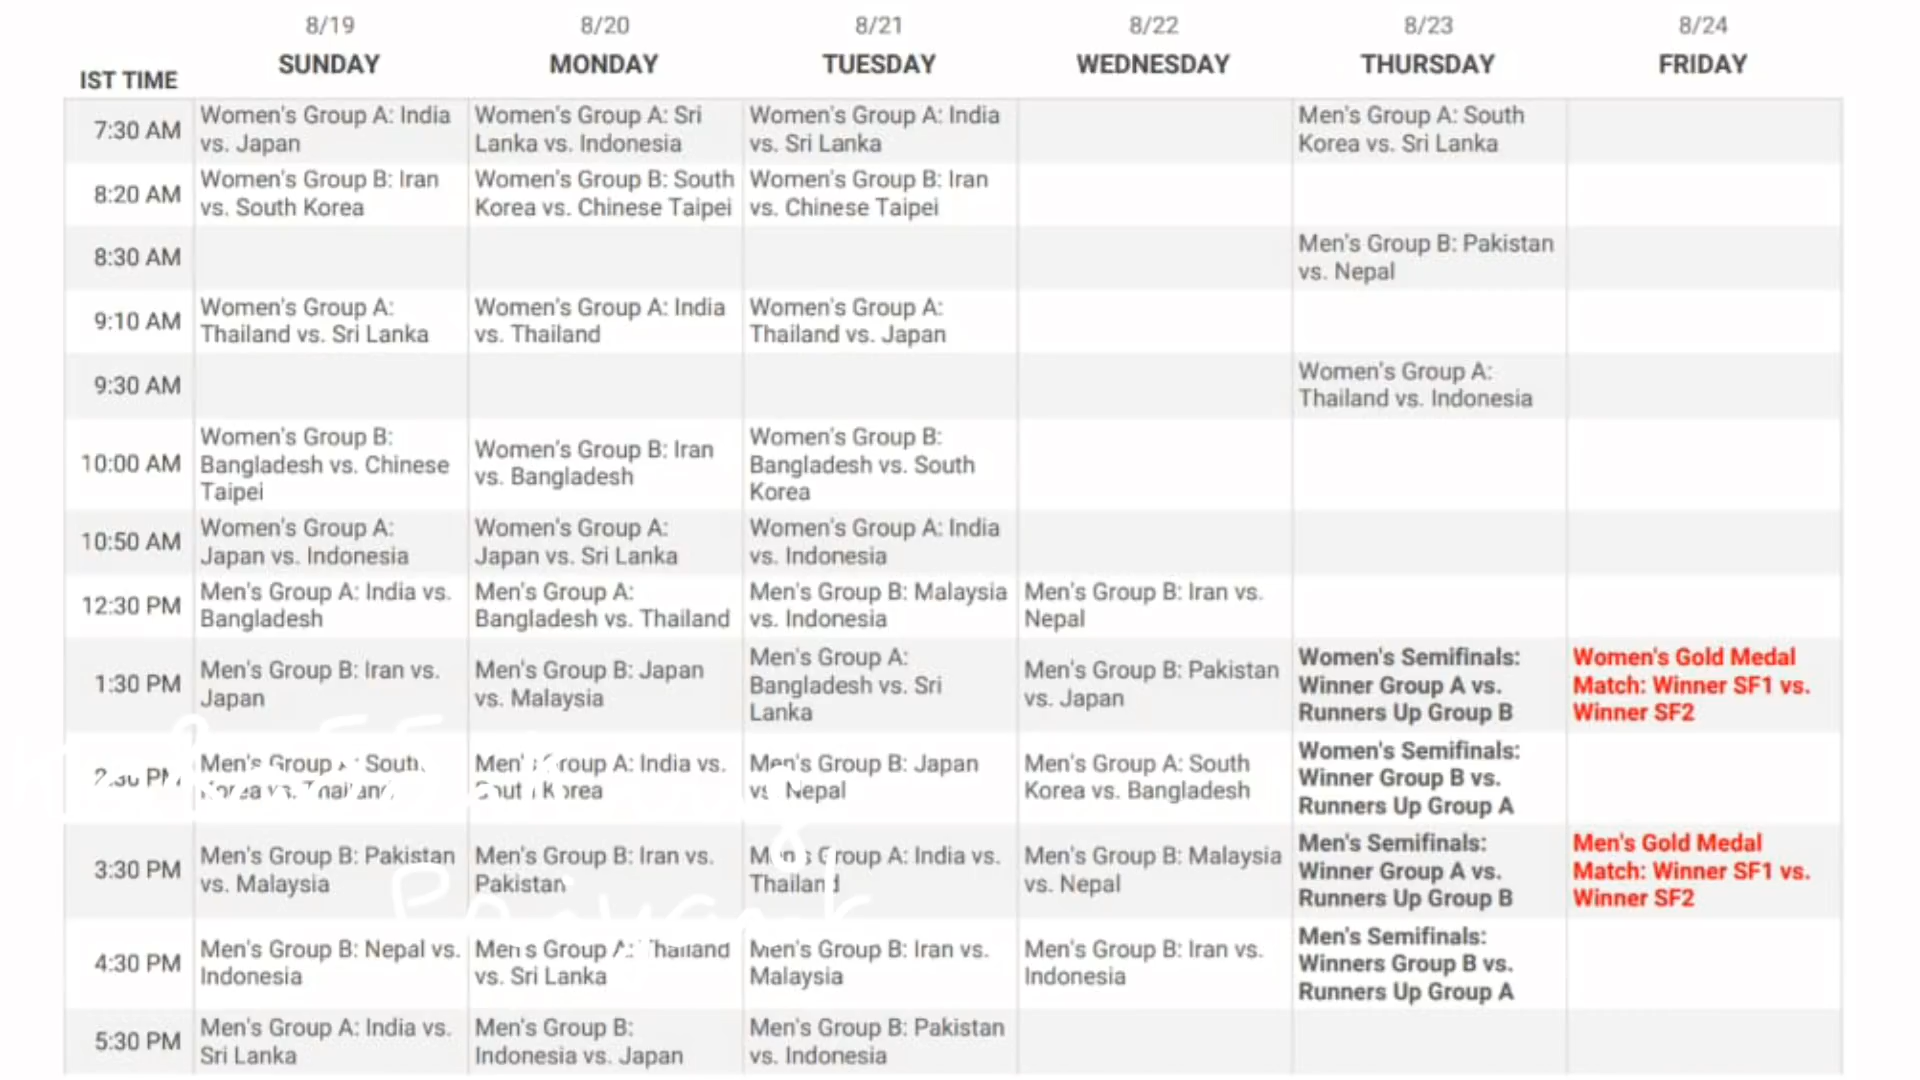 8/19 8/20 8/21 8/22 8/23 8/24
IST TIME SUNDAY MONDAY TUESDAY WEDNESDAY THURSDAY FRIDAY
7:30 AM
Women's Group A: India
vs. Japan
Women's Group A: Sri
Lanka vs. Indonesia
Women's Group A: India
vs. Sri Lanka
Men's Group A: South
Korea vs. Sri Lanka
8:20 AM
Women's Group B: Iran
vs. South Korea
Women's Group B: South
Korea vs. Chinese Taipei
Women's Group B: Iran
vs. Chinese Taipei
8:30 AM
Men's Group B: Pakistan
vs. Nepal
9:10 AM
Women's Group A:
Thailand vs. Sri Lanka
Women's Group A: India
vs. Thailand
Women's Group A:
Thailand vs. Japan
9:30 AM
Women's Group A:
Thailand vs. Indonesia
10:00 AM
Women's Group B:
Bangladesh vs. Chinese
Taipei
Women's Group B: Iran
vs. Bangladesh
Women's Group B:
Bangladesh vs. South
Korea
10:50 AM
Women's Group A:
Japan vs. Indonesia
Women's Group A:
Japan vs. Sri Lanka
Women's Group A: India
vs. Indonesia
12:30 PM
Men's Group A: India vs.
Bangladesh
Men's Group A:
Bangladesh vs. Thailand
Men's Group B: Malaysia
vs. Indonesia
Men's Group B: Iran vs.
Nepal
1:30 PM
Men's Group B: Iran vs.
Japan
Men's Group B: Japan
vs. Malaysia
Men's Group A:
Bangladesh vs. Sri
Lanka
Men's Group B: Pakistan
vs. Japan
Women's Semifinals:
Winner Group A vs.
Runners Up Group B
Women's Gold Medal
Match: Winner SF1 vs.
Winner SF2
2:30 PM
Men's Group A: South
Korea vs. Thailand
Men's Group A: India vs.
South Korea
Men's Group B: Japan
vs. Nepal
Men's Group A: South
Korea vs. Bangladesh
Women's Semifinals:
Winner Group B vs.
Runners Up Group A
3:30 PM
Men's Group B: Pakistan
vs. Malaysia
Men's Group B: Iran vs.
Pakistan
Men's Group A: India vs.
Thailand
Men's Group B: Malaysia
vs. Nepal
Men's Semifinals:
Winner Group A vs.
Runners Up Group B
Men's Gold Medal
Match: Winner SF1 vs.
Winner SF2
4:30 PM
Men's Group B: Nepal vs.
Indonesia
Men's Group A: Thailand
vs. Sri Lanka
Men's Group B: Iran vs.
Malaysia
Men's Group B: Iran vs.
Indonesia
Men's Semifinals:
Winners Group B vs.
Runners Up Group A
5:30 PM
Men's Group A: India vs.
Sri Lanka
Men's Group B:
Indonesia vs. Japan
Men's Group B: Pakistan
vs. Indonesia